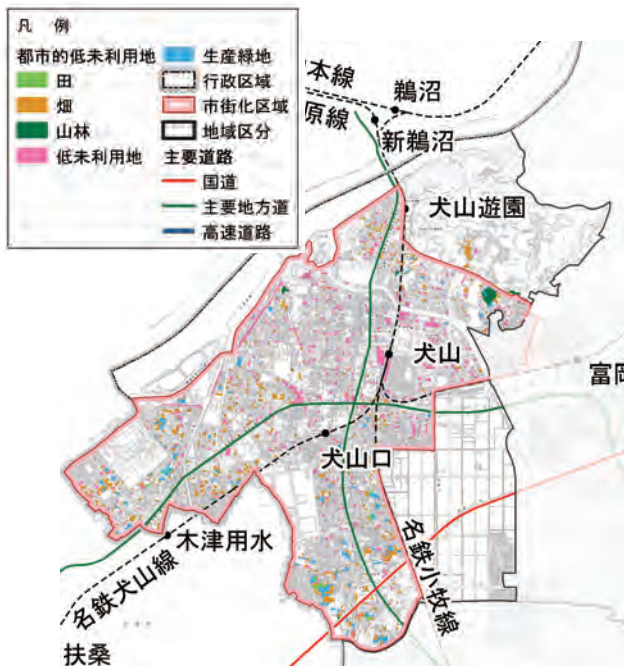 凡 例
都市的低未利用地
田
畑
山林
低未利用地
生産緑地
行政区域
市街化区域
地域区分
主要道路
国道
主要地方道
高速道路
本線
鵜沼
原線
新鵜沼
犬山遊園
犬山
富岡
犬山口
木津用水
名鉄犬山線
名鉄小牧線
扶桑